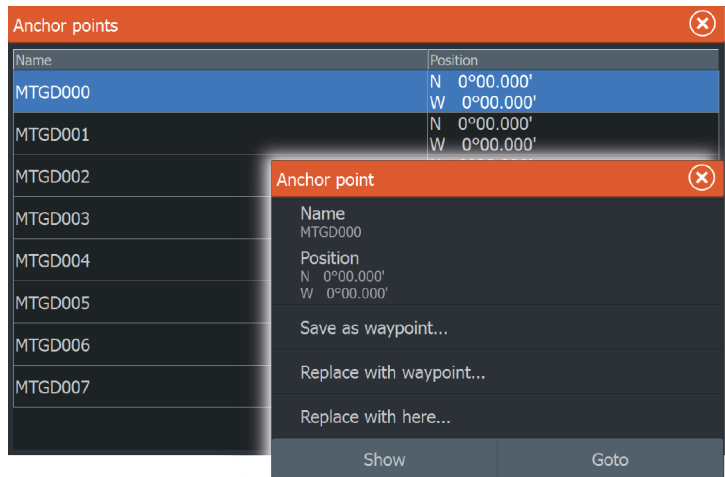 Anchor points
Name Position
MTGD000 N 0°00.000'
W 0°00.000'
MTGD001 N 0°00.000'
W 0°00.000'
MTGD002
MTGD003
MTGD004
MTGD005
MTGD006
MTGD007
Anchor point
Name
MTGD000
Position
N 0°00.000'
W 0°00.000'
Save as waypoint...
Replace with waypoint...
Replace with here...
Show Goto